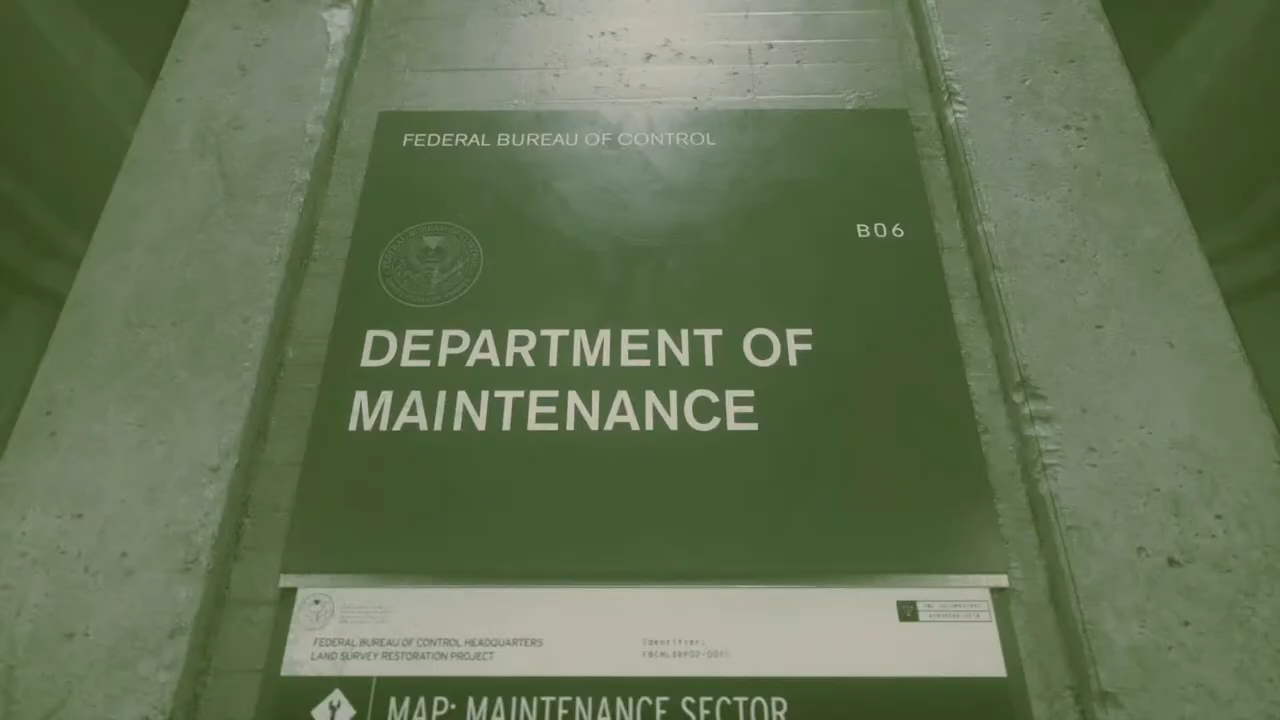 FEDERAL BUREAU OF CONTROL
B06
DEPARTMENT OF
MAINTENANCE
FEDERAL BUREAU OF CONTROL HEADQUARTERS
LAND SURVEY RESTORATION PROJECT
Identifier:
MAP: MAINTENANCE SECTOR